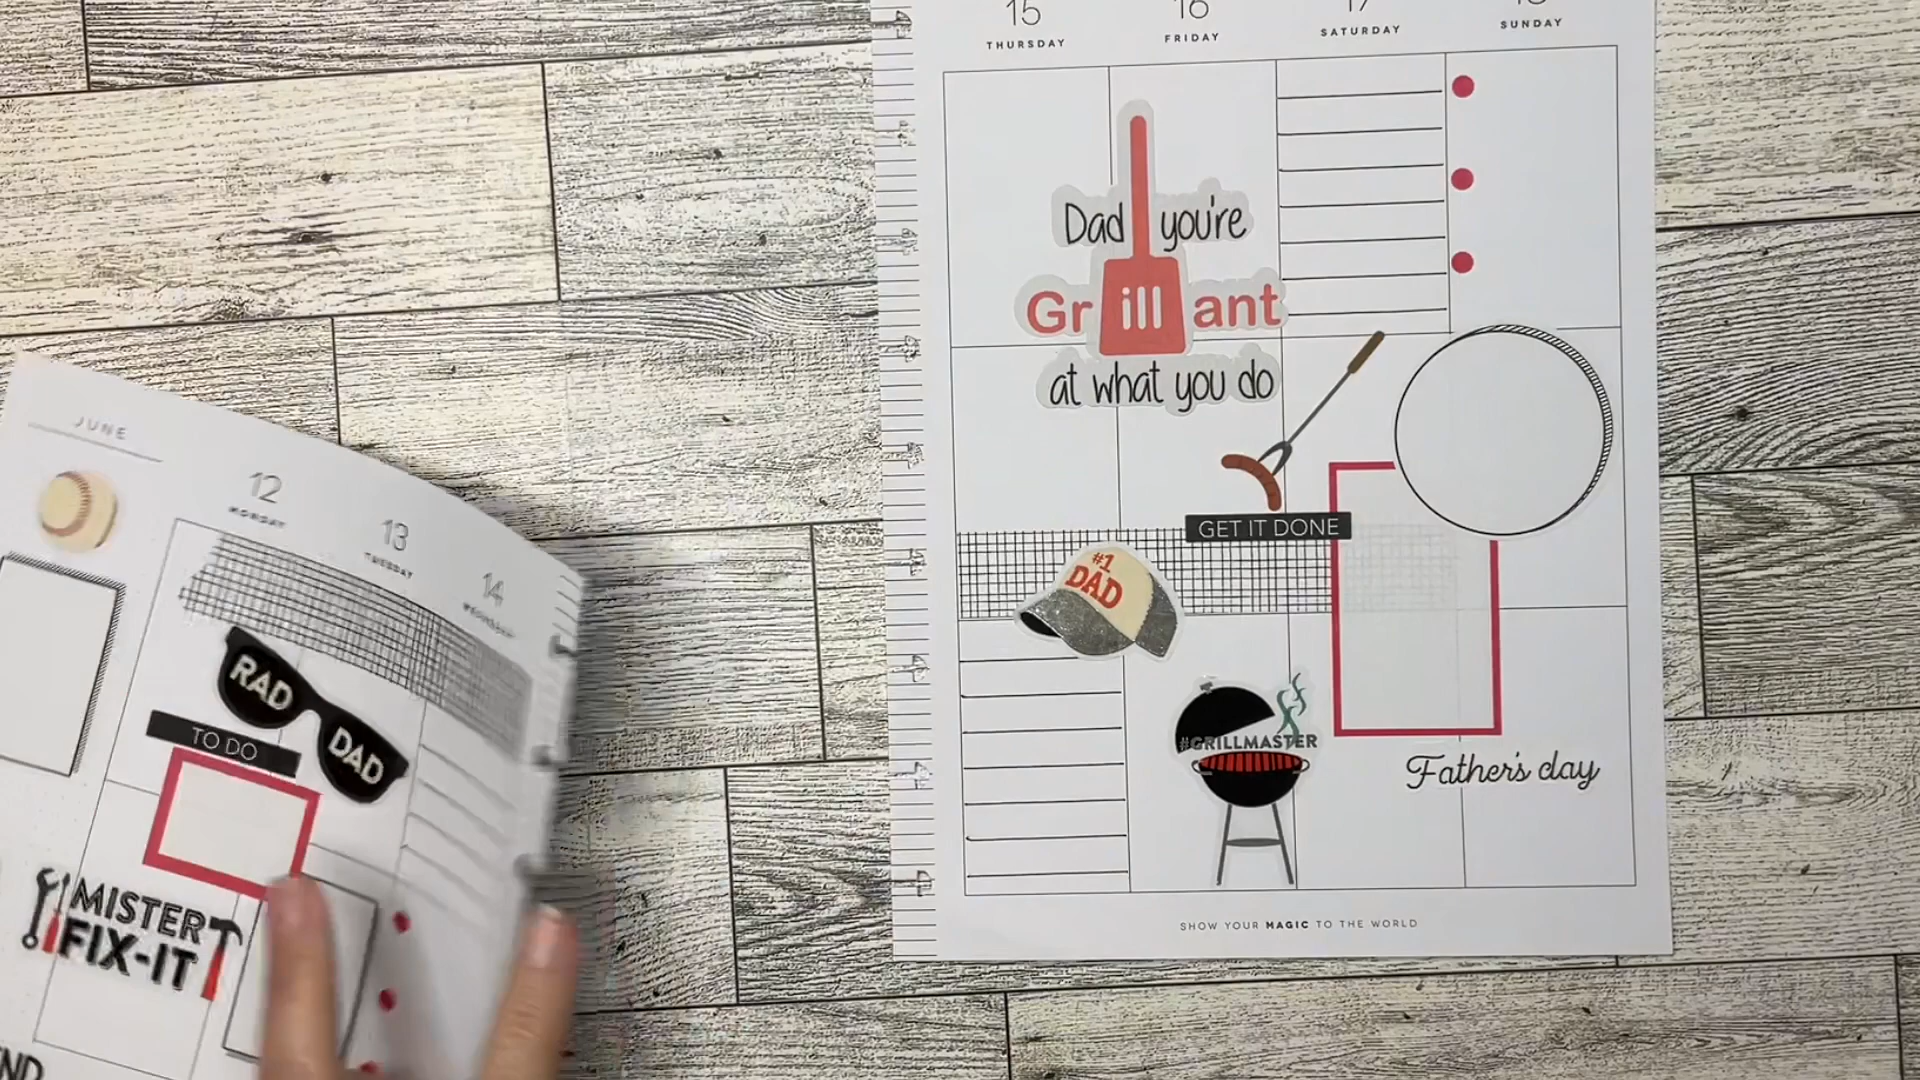 JUNE
12
MONDAY
13
TUESDAY
14
RAD
DAD
TO DO
MISTER
FIX-IT
15
THURSDAY
16
FRIDAY
17
SATURDAY
SUNDAY
Dad you're
Grillant
at what you do
GET IT DONE
#1
DAD
#GRILLMASTER
Father's day
SHOW YOUR MAGIC TO THE WORLD